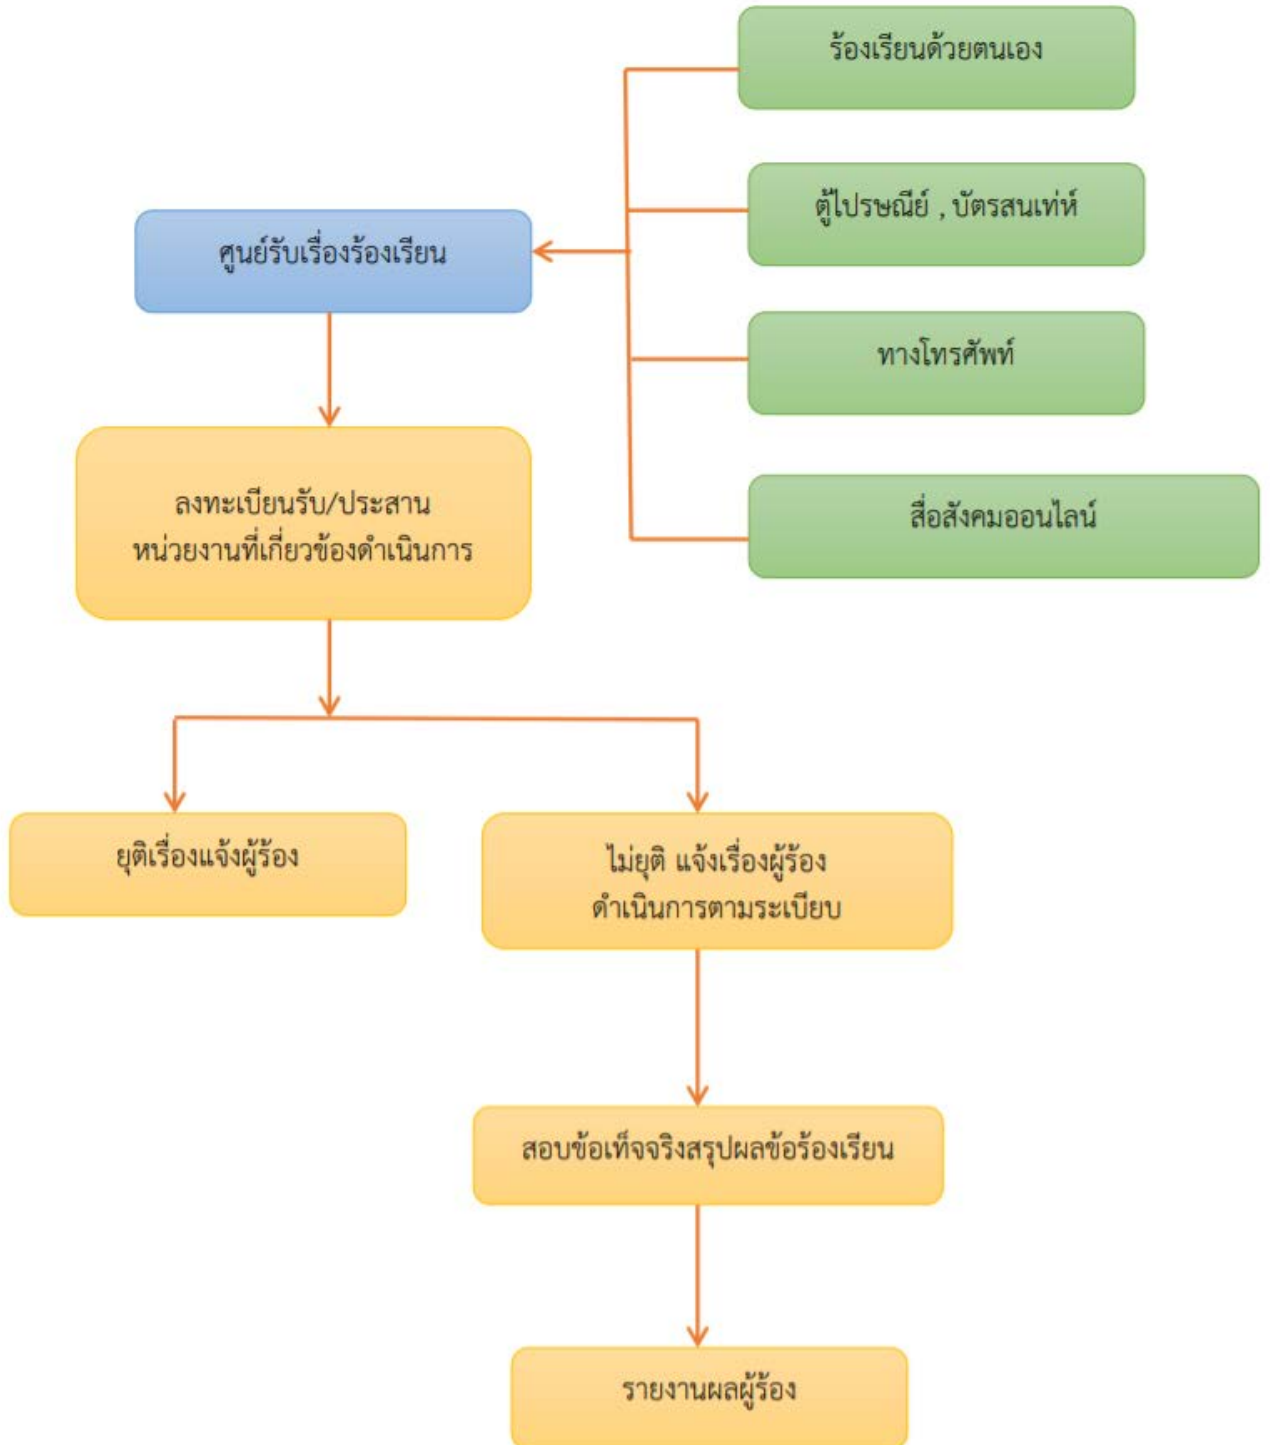 ร้องเรียนด้วยตนเอง
ตู้ไปรษณีย์ , บัตรสนเท่ห์
ศูนย์รับเรื่องร้องเรียน
ทางโทรศัพท์
ลงทะเบียนรับ/ประสาน
หน่วยงานที่เกี่ยวข้องดำเนินการ
สื่อสังคมออนไลน์
ยุติเรื่องแจ้งผู้ร้อง
ไม่ยุติ แจ้งเรื่องผู้ร้อง
ดำเนินการตามระเบียบ
สอบข้อเท็จจริงสรุปผลข้อร้องเรียน
รายงานผลผู้ร้อง